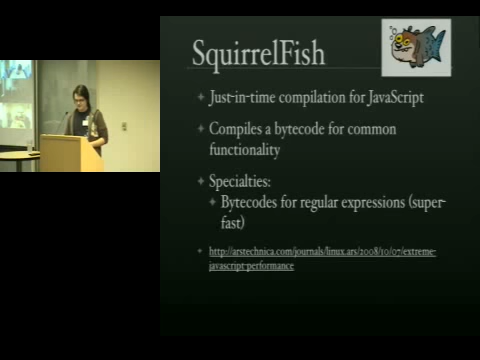 SquirrelFish
Just-in-time compilation for JavaScript
Compiles a bytecode for common
functionality
Specialties:
Bytecodes for regular expressions (super-
fast)
http://arstechnica.com/journals/linux.ars/2008/10/07/extreme-
javascript-performance